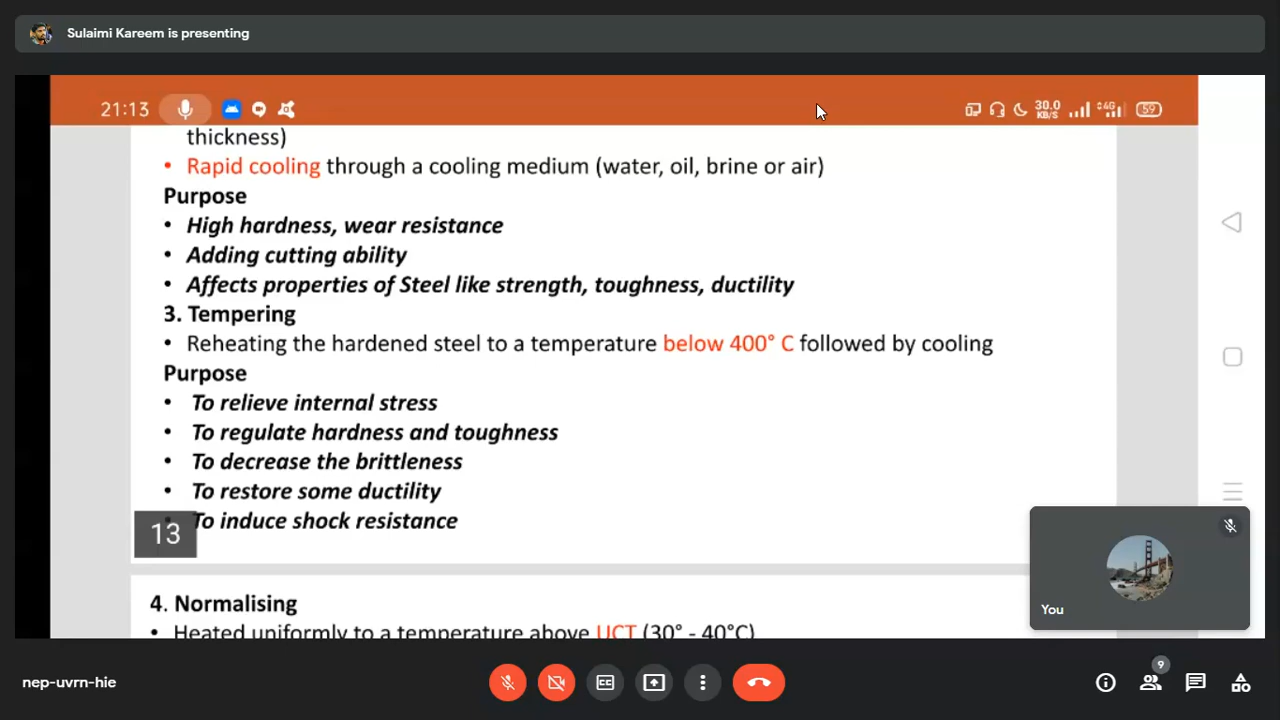 Sulaimi Kareem is presenting
21:13
30.0
KB/S
4G
59
thickness)
• Rapid cooling through a cooling medium (water, oil, brine or air)
Purpose
• High hardness, wear resistance
• Adding cutting ability
• Affects properties of Steel like strength, toughness, ductility
3. Tempering
• Reheating the hardened steel to a temperature below 400° C followed by cooling
Purpose
• To relieve internal stress
• To regulate hardness and toughness
• To decrease the brittleness
• To restore some ductility
• To induce shock resistance
13
4. Normalising
• Heated uniformly to a temperature above UCT (30° - 40°C)
You
nep-uvrn-hie
CC
9